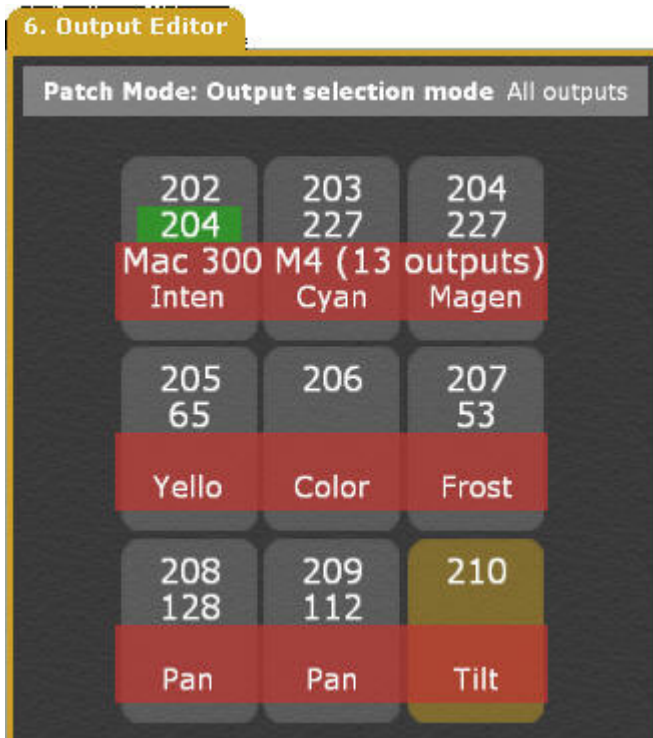 6. Output Editor
Patch Mode: Output selection mode All outputs
202 203 204
204 227 227
Mac 300 M4 (13 outputs)
Inten Cyan Magen
205 206 207
65 53
Yello Color Frost
208 209 210
128 112
Pan Pan Tilt